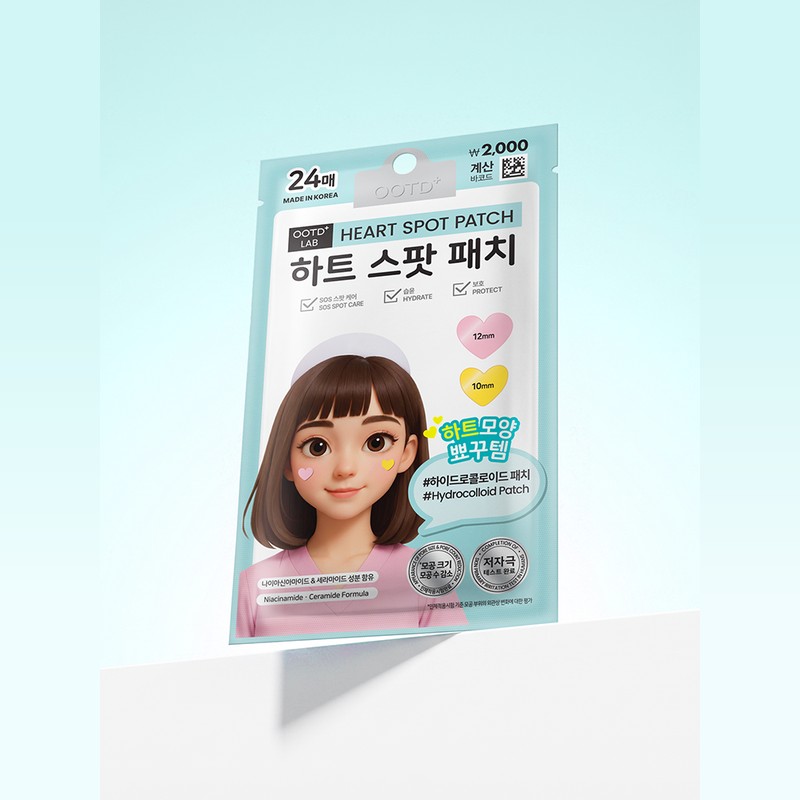 24매
MADE IN KOREA
OOTD+
₩2,000
계산
바코드
OOTD+
LAB
HEART SPOT PATCH
하트 스팟 패치
SOS 스팟 케어
SOS SPOT CARE
습윤
HYDRATE
보호
PROTECT
12mm
10mm
하트모양
뽀꾸템
#하이드로콜로이드 패치
#Hydrocolloid Patch
나이아신아마이드 & 세라마이드 성분 함유
Niacinamide · Ceramide Formula
*모공 크기
모공 수 감소
저자극
테스트 완료